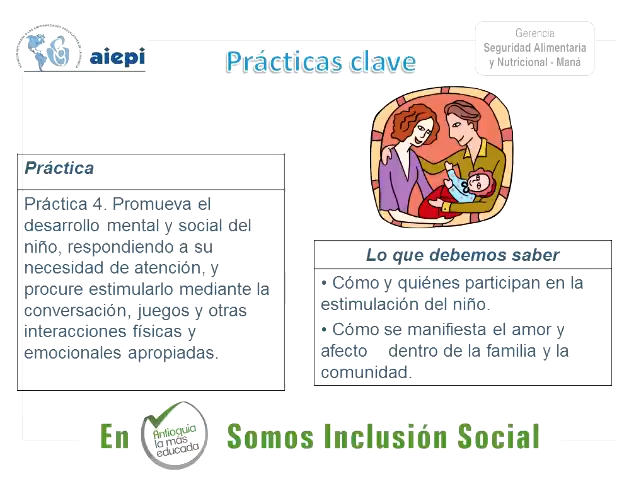 aiepi
Prácticas clave
Gerencia
Seguridad Alimentaria
y Nutricional - Maná
Práctica
Práctica 4. Promueva el
desarrollo mental y social del
niño, respondiendo a su
necesidad de atención, y
procure estimularlo mediante la
conversación, juegos y otras
interacciones físicas y
emocionales apropiadas.
Lo que debemos saber
• Cómo y quiénes participan en la
estimulación del niño.
• Cómo se manifiesta el amor y
afecto dentro de la familia y la
comunidad.
En
Antioquia
la más
educada
Somos Inclusión Social